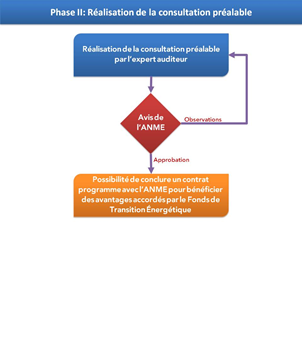 Phase II: Réalisation de la consultation préalable
Réalisation de la consultation préalable
par l'expert auditeur
Avis de
l'ANME
Observations
Approbation
Possibilité de conclure un contrat
programme avec l'ANME pour bénéficier
des avantages accordés par le Fonds de
Transition Énergétique